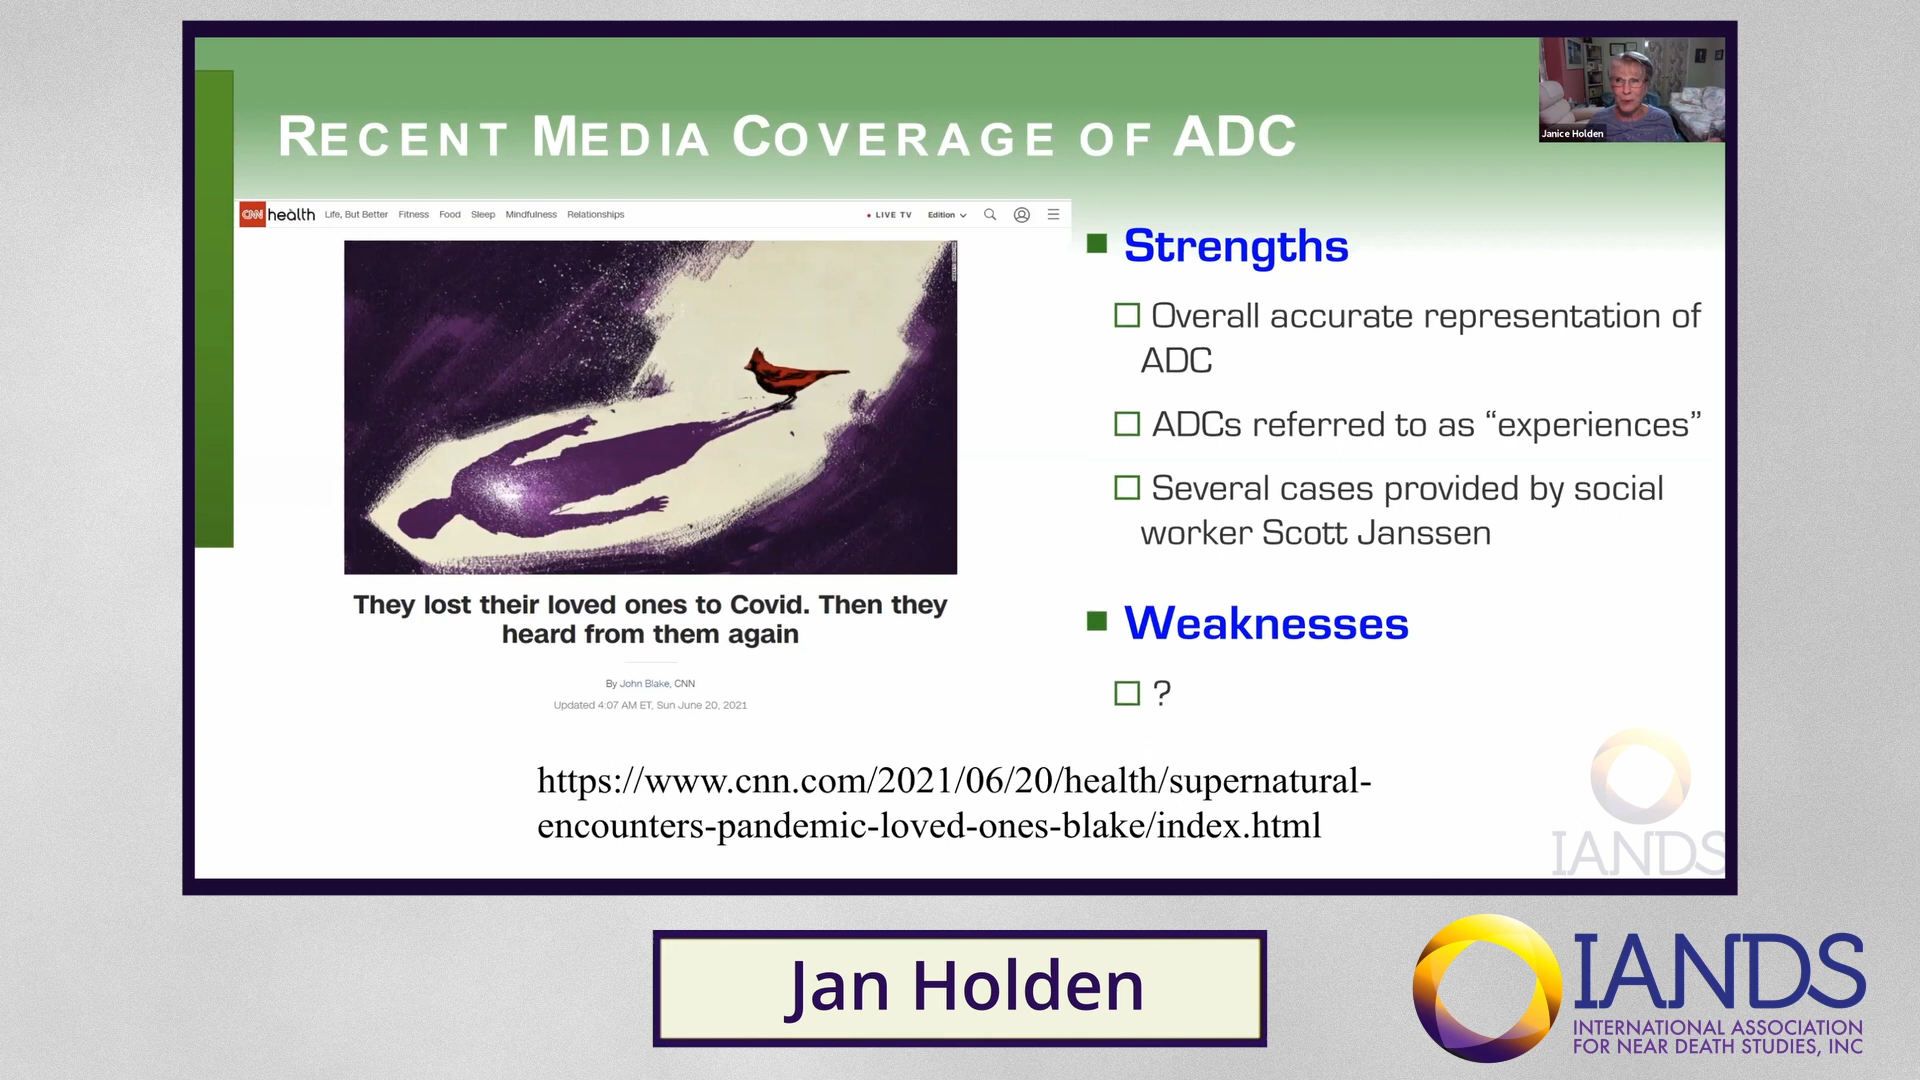 RECENT MEDIA COVERAGE OF ADC
Janice Holden
CNN health Life, But Better Fitness Food Sleep Mindfulness Relationships LIVE TV Edition
They lost their loved ones to Covid. Then they
heard from them again
By John Blake, CNN
Updated 4:07 AM ET, Sun June 20, 2021
Strengths
Overall accurate representation of
ADC
ADCs referred to as “experiences”
Several cases provided by social
worker Scott Janssen
Weaknesses
?
https://www.cnn.com/2021/06/20/health/supernatural-
encounters-pandemic-loved-ones-blake/index.html
IANDS
Jan Holden
IANDS
INTERNATIONAL ASSOCIATION
FOR NEAR DEATH STUDIES, INC